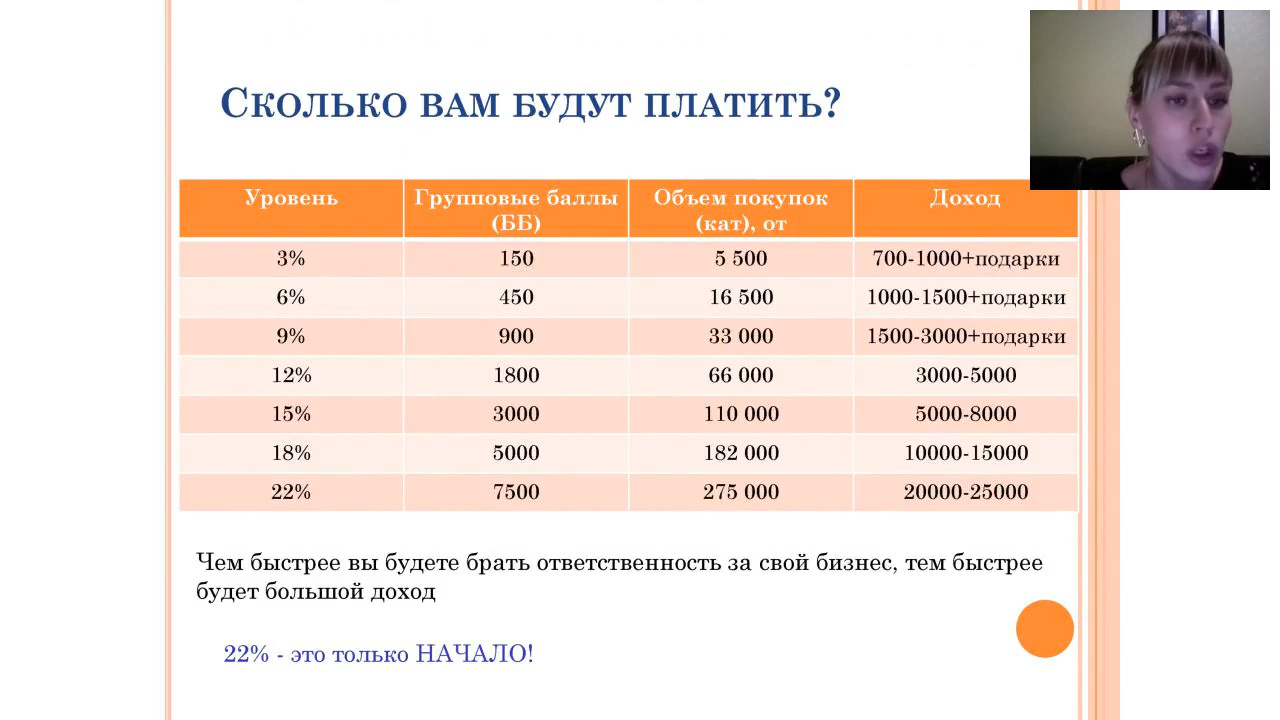 Сколько вам будут платить?
Уровень Групповые баллы (ББ) Объем покупок (кат), от Доход
3% 150 5 500 700-1000+подарки
6% 450 16 500 1000-1500+подарки
9% 900 33 000 1500-3000+подарки
12% 1800 66 000 3000-5000
15% 3000 110 000 5000-8000
18% 5000 182 000 10000-15000
22% 7500 275 000 20000-25000
Чем быстрее вы будете брать ответственность за свой бизнес, тем быстрее
будет большой доход
22% - это только НАЧАЛО!